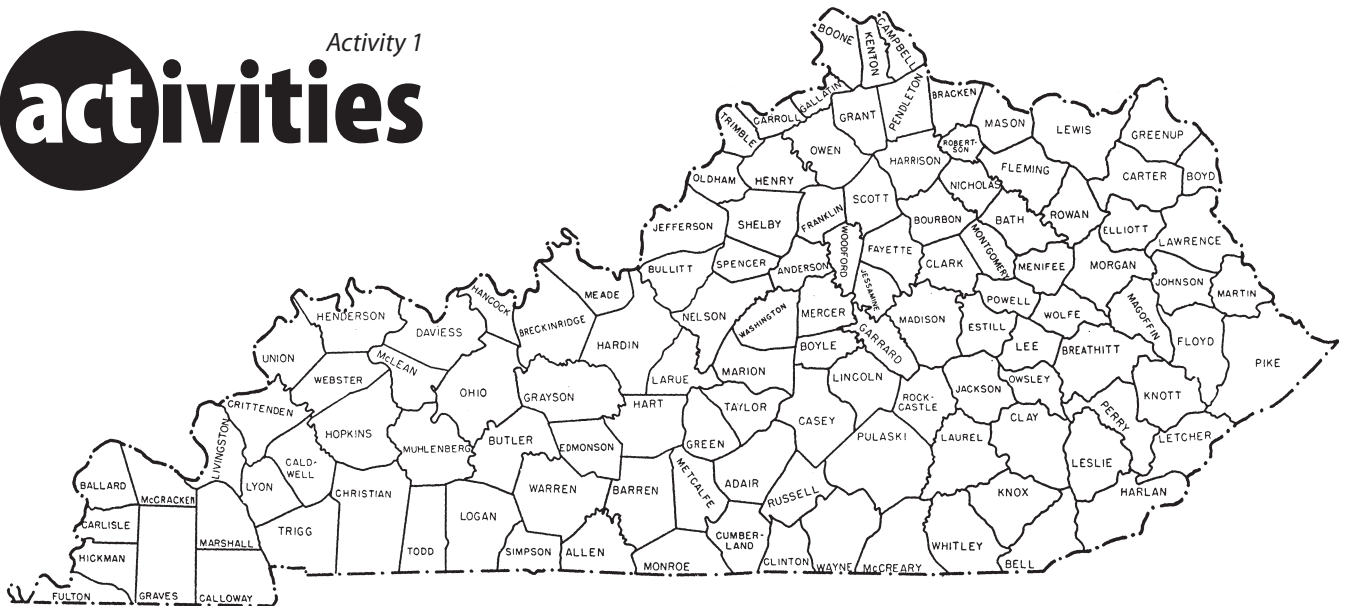 Activity 1
activities
BOONE
KENTON
CAMPBELL
GALLATIN
CARROLL
TRIMBLE
GRANT
PENDLETON
BRACKEN
MASON
LEWIS
GREENUP
OWEN
ROBERT-
SON
HARRISON
FLEMING
CARTER
BOYD
OLDHAM
HENRY
NICHOLAS
SCOTT
FRANKLIN
ROWAN
BATH
BOURBON
ELLIOTT
JEFFERSON
SHELBY
LAWRENCE
WOODFORD
FAYETTE
MONTGOMERY
BULLITT
SPENCER
ANDERSON
CLARK
MENIFEE
MORGAN
JESSAMINE
JOHNSON
MARTIN
HANCOCK
MEADE
POWELL
MAGOFFIN
HENDERSON
DAVIESS
BRECKINRIDGE
NELSON
WASHINGTON
MERCER
MADISON
WOLFE
ESTILL
GARRARD
HARDIN
BOYLE
LEE
BREATHITT
FLOYD
UNION
McLEAN
PIKE
WEBSTER
LARUE
MARION
LINCOLN
JACKSON
OWSLEY
OHIO
GRAYSON
HART
TAYLOR
ROCK-
CASTLE
KNOTT
CRITTENDEN
PERRY
CLAY
CASEY
LIVINGSTON
HOPKINS
MUHLENBERG
BUTLER
EDMONSON
GREEN
PULASKI
LAUREL
LETCHER
CALD-
WELL
LESLIE
BALLARD
McCRACKEN
LYON
CHRISTIAN
WARREN
BARREN
METCALFE
ADAIR
RUSSELL
KNOX
HARLAN
CARLISLE
TRIGG
LOGAN
MARSHALL
TODD
SIMPSON
ALLEN
CUMBER-
LAND
WHITLEY
HICKMAN
MONROE
CLINTON
WAYNE
McCREARY
BELL
FULTON
GRAVES
CALLOWAY